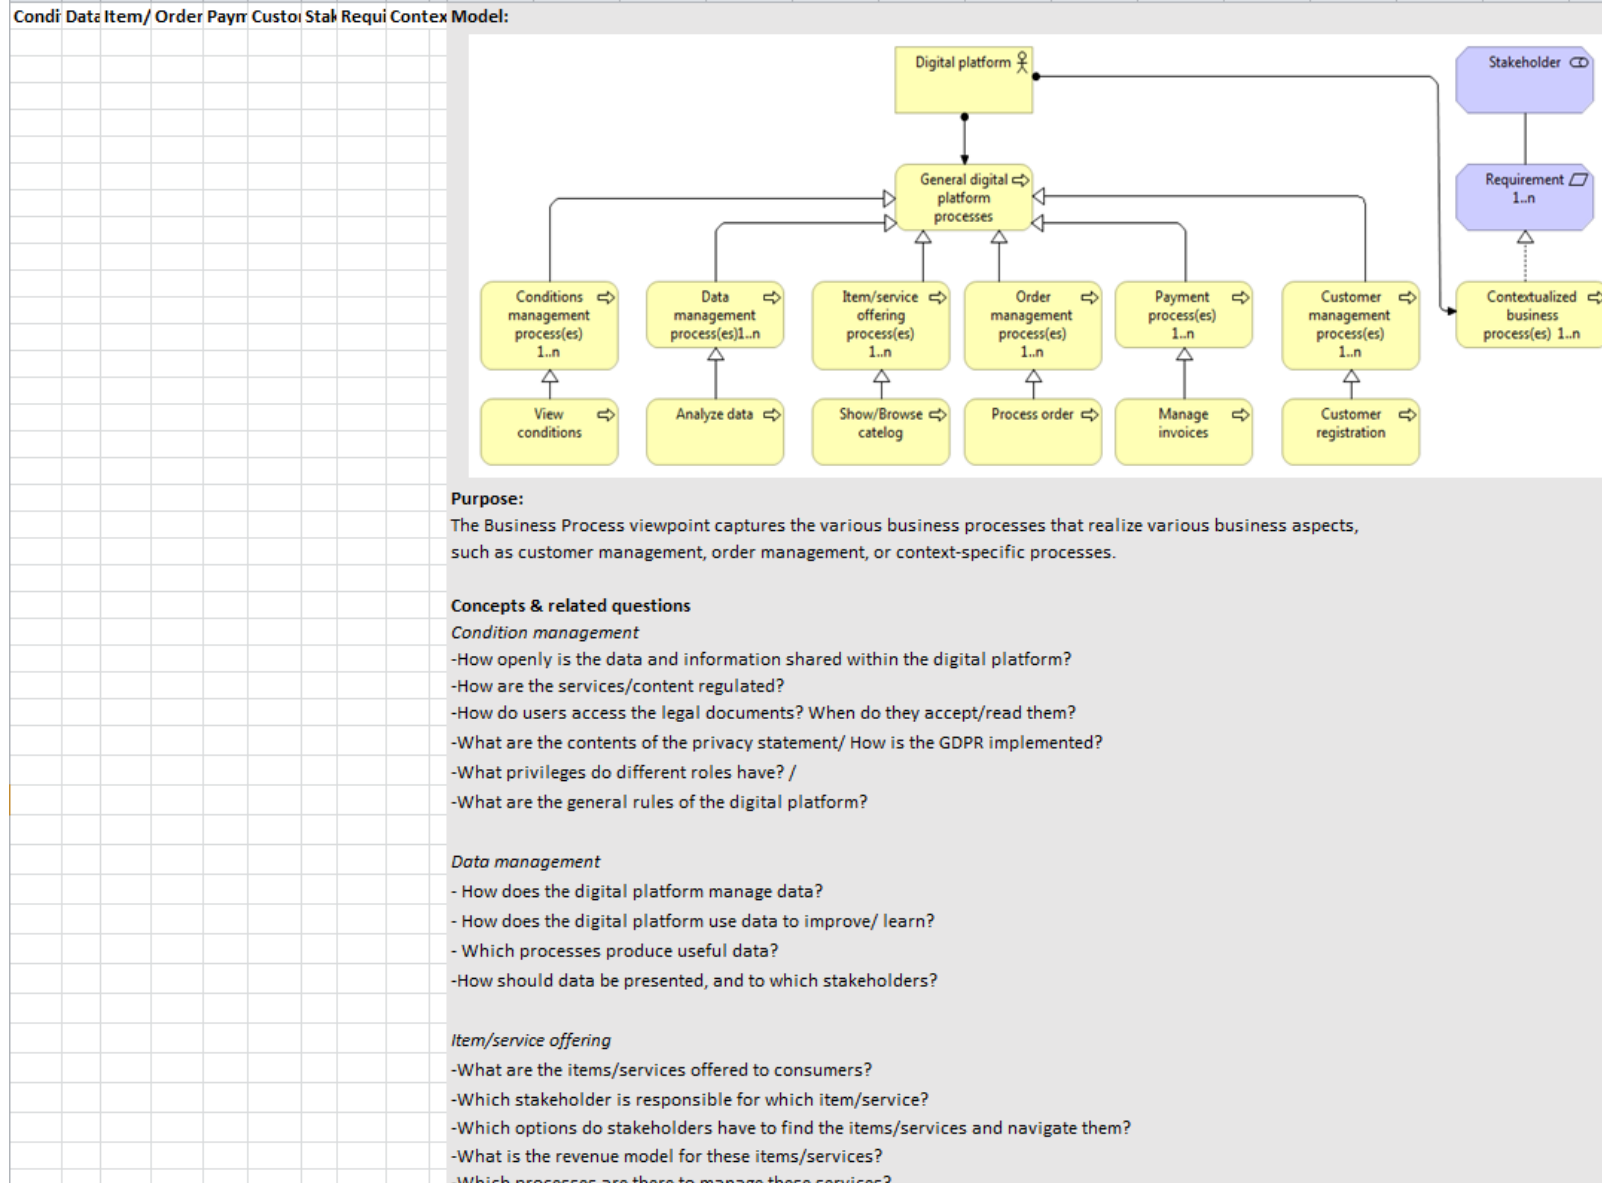 Condi Data Item/ Order Paym Custo Stak Requi Contex Model:
Digital platform
Stakeholder
General digital
platform
processes
Requirement
1..n
Conditions
management
process(es)
1..n
Data
management
process(es)1..n
Item/service
offering
process(es)
1..n
Order
management
process(es)
1..n
Payment
process(es)
1..n
Customer
management
process(es)
1..n
Contextualized
business
process(es) 1..n
View
conditions
Analyze data
Show/Browse
catelog
Process order
Manage
invoices
Customer
registration
Purpose:
The Business Process viewpoint captures the various business processes that realize various business aspects,
such as customer management, order management, or context-specific processes.
Concepts & related questions
Condition management
-How openly is the data and information shared within the digital platform?
-How are the services/content regulated?
-How do users access the legal documents? When do they accept/read them?
-What are the contents of the privacy statement/ How is the GDPR implemented?
-What privileges do different roles have? /
-What are the general rules of the digital platform?
Data management
- How does the digital platform manage data?
- How does the digital platform use data to improve/ learn?
- Which processes produce useful data?
-How should data be presented, and to which stakeholders?
Item/service offering
-What are the items/services offered to consumers?
-Which stakeholder is responsible for which item/service?
-Which options do stakeholders have to find the items/services and navigate them?
-What is the revenue model for these items/services?
-Which processes are there to manage these services?